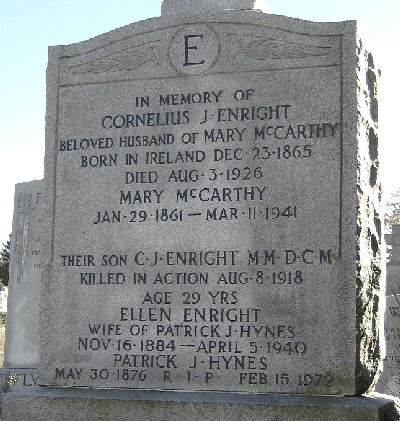 E
IN MEMORY OF
CORNELIUS J·ENRIGHT
BELOVED HUSBAND OF MARY McCARTHY
BORN IN IRELAND DEC·23·1865
DIED AUG·3·1926
MARY McCARTHY
JAN·29·1861 — MAR·11·1941
THEIR SON C·J·ENRIGHT M·M·D·C·M
KILLED IN ACTION AUG·8·1918
AGE 29 YRS
ELLEN ENRIGHT
WIFE OF PATRICK J·HYNES
NOV·16·1884 — APRIL 5·1940
PATRICK J·HYNES
MAY 30·1876 R·I·P· FEB 15 1972